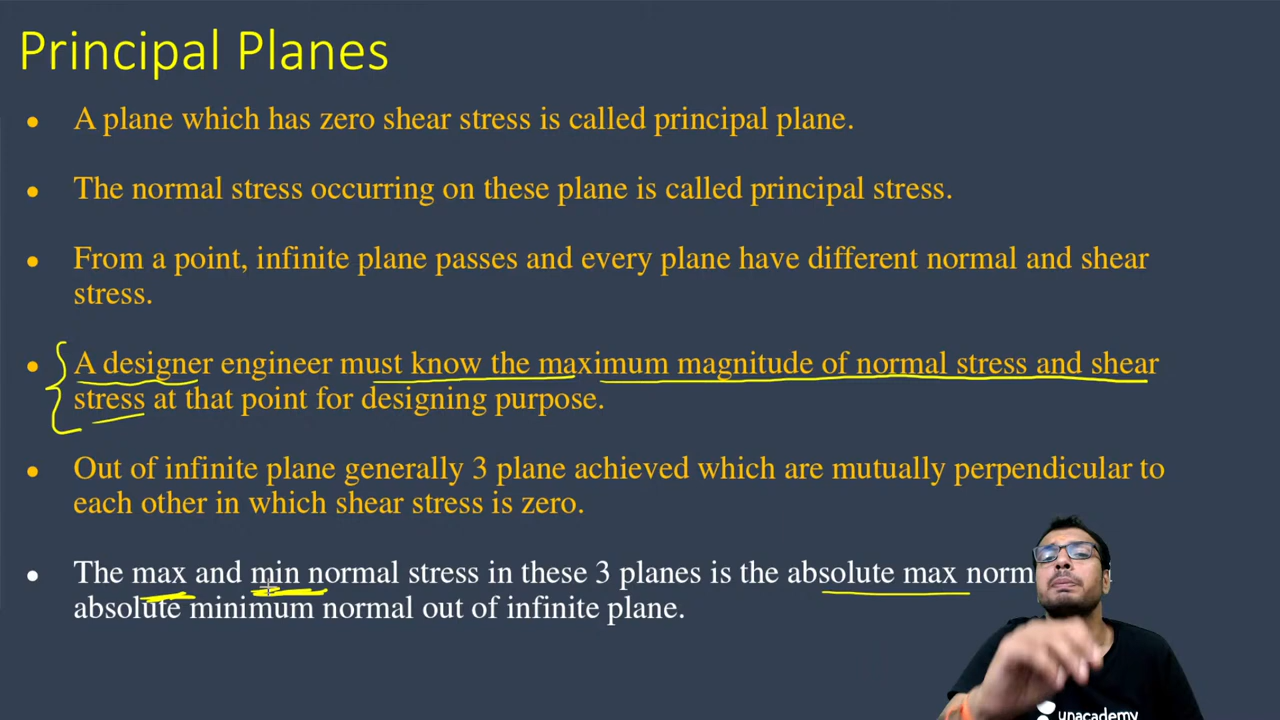 Principal Planes
• A plane which has zero shear stress is called principal plane.
• The normal stress occurring on these plane is called principal stress.
• From a point, infinite plane passes and every plane have different normal and shear
stress.
• A designer engineer must know the maximum magnitude of normal stress and shear
stress at that point for designing purpose.
• Out of infinite plane generally 3 plane achieved which are mutually perpendicular to
each other in which shear stress is zero.
• The max and min normal stress in these 3 planes is the absolute max norm
absolute minimum normal out of infinite plane.
unacademy